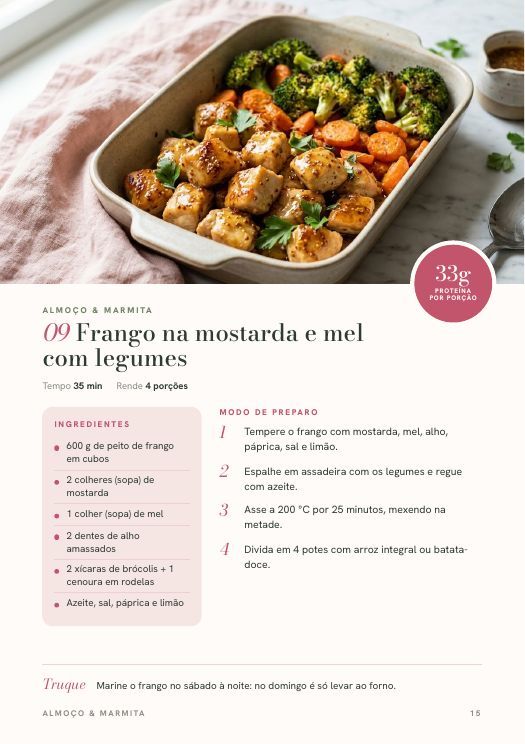 33g
PROTEÍNA
POR PORÇÃO
ALMOÇO & MARMITA
09 Frango na mostarda e mel
com legumes
Tempo 35 min Rende 4 porções
INGREDIENTES
600 g de peito de frango
em cubos
2 colheres (sopa) de
mostarda
1 colher (sopa) de mel
2 dentes de alho
amassados
2 xícaras de brócolis + 1
cenoura em rodelas
Azeite, sal, páprica e limão
MODO DE PREPARO
1 Tempere o frango com mostarda, mel, alho,
páprica, sal e limão.
2 Espalhe em assadeira com os legumes e regue
com azeite.
3 Asse a 200 °C por 25 minutos, mexendo na
metade.
4 Divida em 4 potes com arroz integral ou batata-
doce.
Truque Marine o frango no sábado à noite: no domingo é só levar ao forno.
ALMOÇO & MARMITA 15